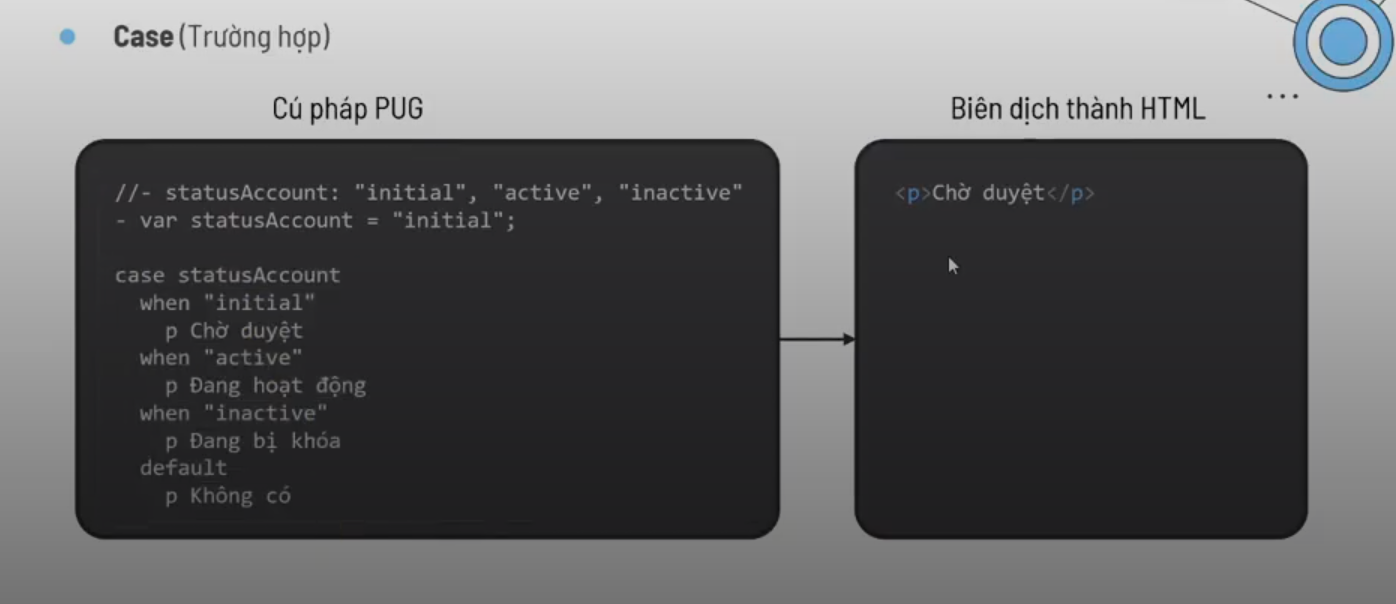 Case (Trường hợp)
Cú pháp PUG
//- statusAccount: "initial", "active", "inactive"
- var statusAccount = "initial";
case statusAccount
when "initial"
p Chờ duyệt
when "active"
p Đang hoạt động
when "inactive"
p Đang bị khóa
default
p Không có
Biên dịch thành HTML
<p>Chờ duyệt</p>
...